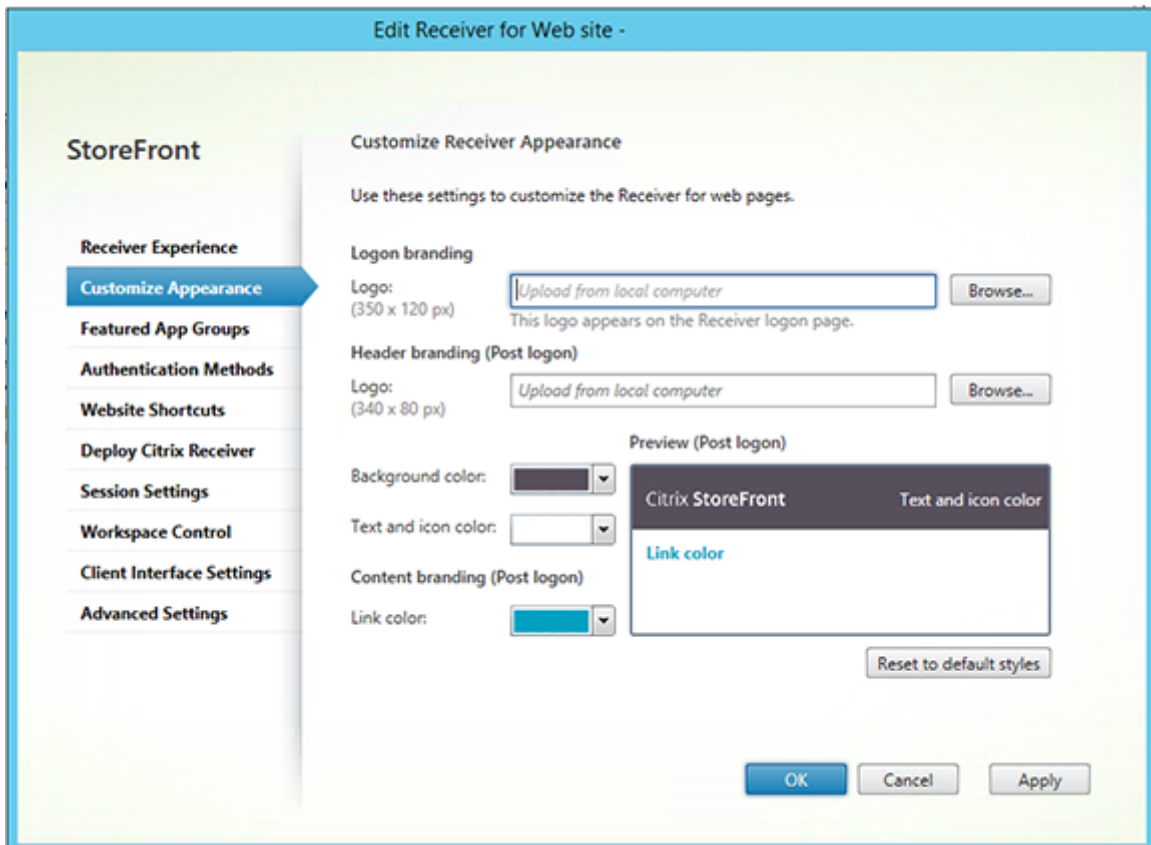 Edit Receiver for Web site -
StoreFront
Receiver Experience
Customize Appearance
Featured App Groups
Authentication Methods
Website Shortcuts
Deploy Citrix Receiver
Session Settings
Workspace Control
Client Interface Settings
Advanced Settings
Customize Receiver Appearance
Use these settings to customize the Receiver for web pages.
Logon branding
Logo:
(350 x 120 px)
Upload from local computer
Browse...
This logo appears on the Receiver logon page.
Header branding (Post logon)
Logo:
(340 x 80 px)
Upload from local computer
Browse...
Background color:
Text and icon color:
Content branding (Post logon)
Link color:
Preview (Post logon)
Citrix StoreFront
Text and icon color
Link color
Reset to default styles
OK
Cancel
Apply